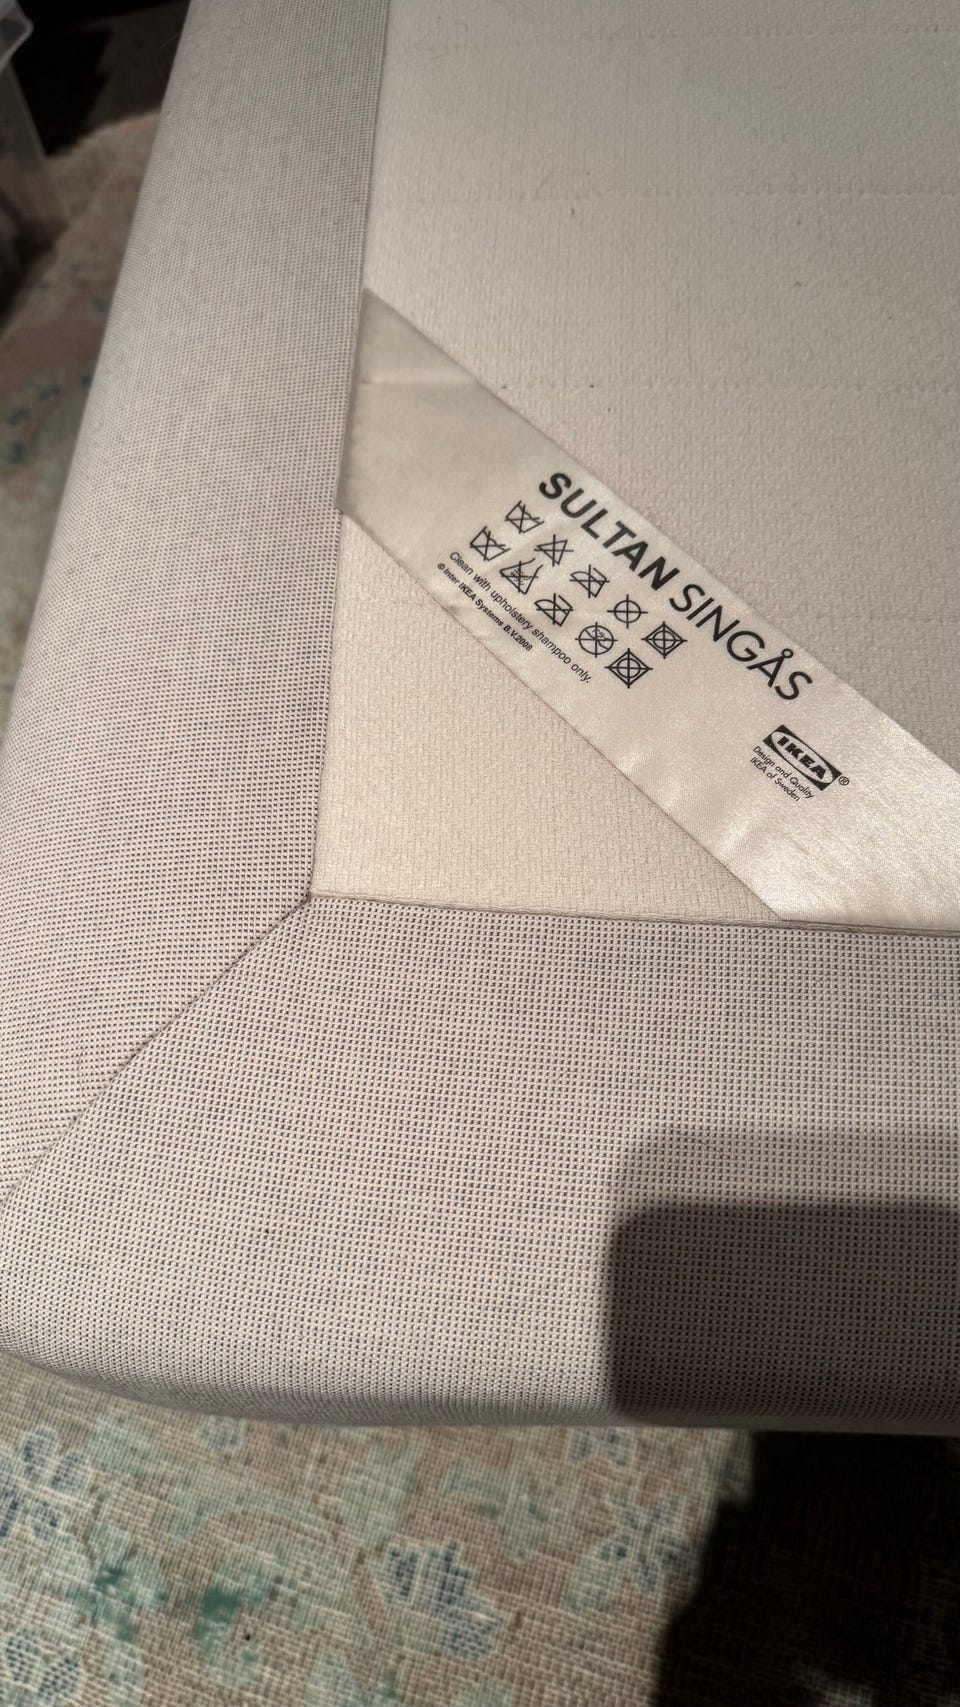 SULTAN SINGÅS
Clean with upholstery shampoo only.
© Inter IKEA Systems B.V.2008
IKEA®
Design and Quality
IKEA of Sweden